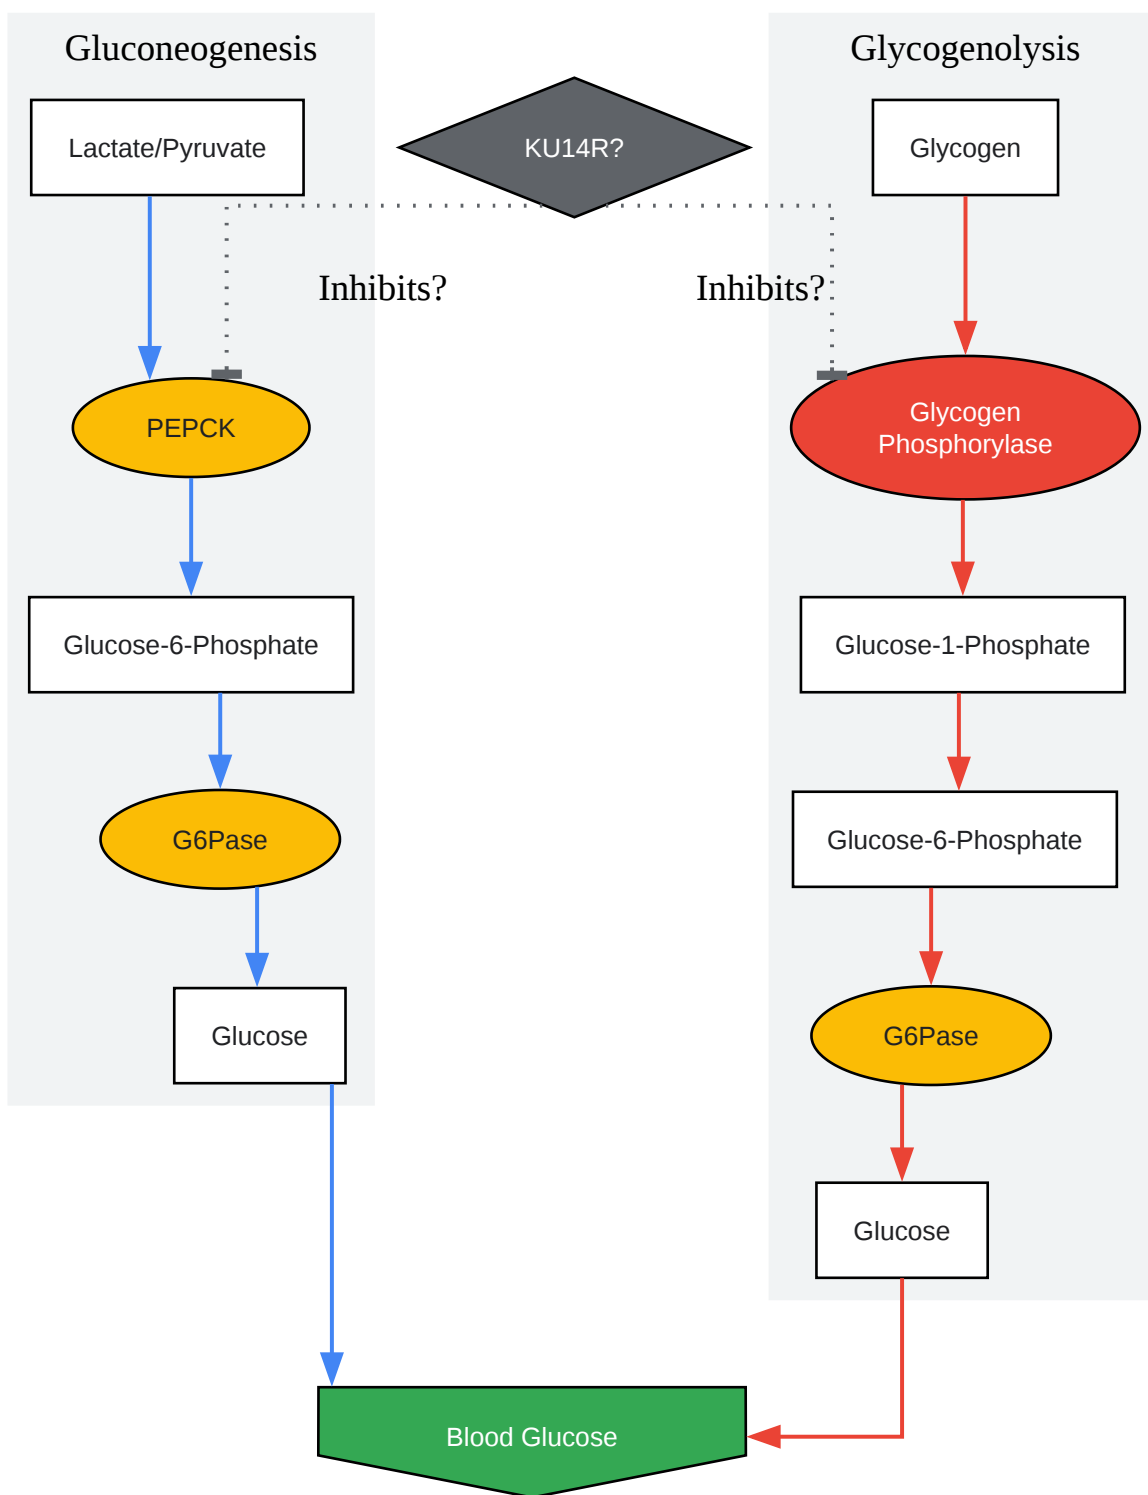 Gluconeogenesis
Lactate/Pyruvate
PEPCK
Glucose-6-Phosphate
G6Pase
Glucose
KU14R?
Inhibits?
Inhibits?
Glycogenolysis
Glycogen
Glycogen
Phosphorylase
Glucose-1-Phosphate
Glucose-6-Phosphate
G6Pase
Glucose
Blood Glucose